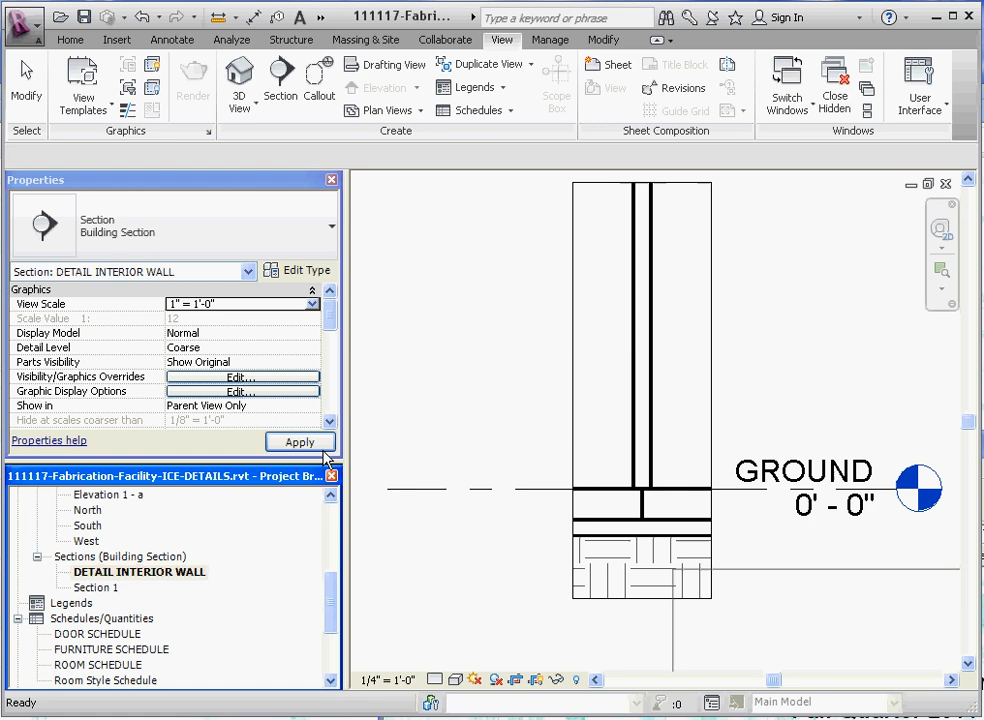 111117-Fabri...
Type a keyword or phrase
Sign In
Home Insert Annotate Analyze Structure Massing & Site Collaborate View Manage Modify
Modify
View Templates
Render
3D View
Section
Callout
Drafting View
Elevation
Plan Views
Duplicate View
Legends
Schedules
Scope Box
Sheet
View
Title Block
Revisions
Guide Grid
Switch Windows
Close Hidden
User Interface
Select Graphics Create Sheet Composition Windows
Properties
Section
Building Section
Section: DETAIL INTERIOR WALL Edit Type
Graphics
View Scale 1" = 1'-0"
Scale Value 1: 12
Display Model Normal
Detail Level Coarse
Parts Visibility Show Original
Visibility/Graphics Overrides Edit...
Graphic Display Options Edit...
Show in Parent View Only
Hide at scales coarser than 1/8" = 1'-0"
Properties help Apply
111117-Fabrication-Facility-ICE-DETAILS.rvt - Project Br...
Elevation 1 - a
North
South
West
Sections (Building Section)
DETAIL INTERIOR WALL
Section 1
Legends
Schedules/Quantities
DOOR SCHEDULE
FURNITURE SCHEDULE
ROOM SCHEDULE
Room Style Schedule
GROUND
0' - 0"
2D
1/4" = 1'-0"
Ready
:0
Main Model